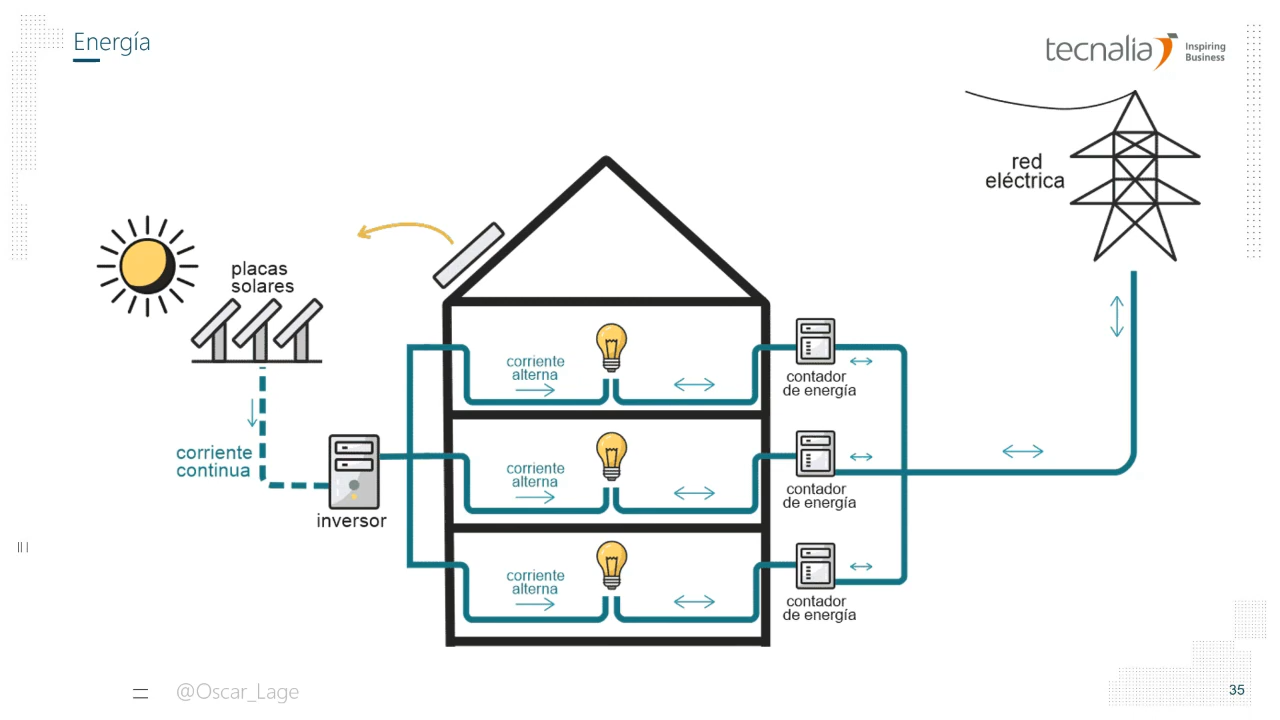 Energía
tecnalia
Inspiring
Business
red
eléctrica
placas
solares
corriente
alterna
contador
de energía
corriente
continua
inversor
corriente
alterna
contador
de energía
corriente
alterna
contador
de energía
@Oscar_Lage
35